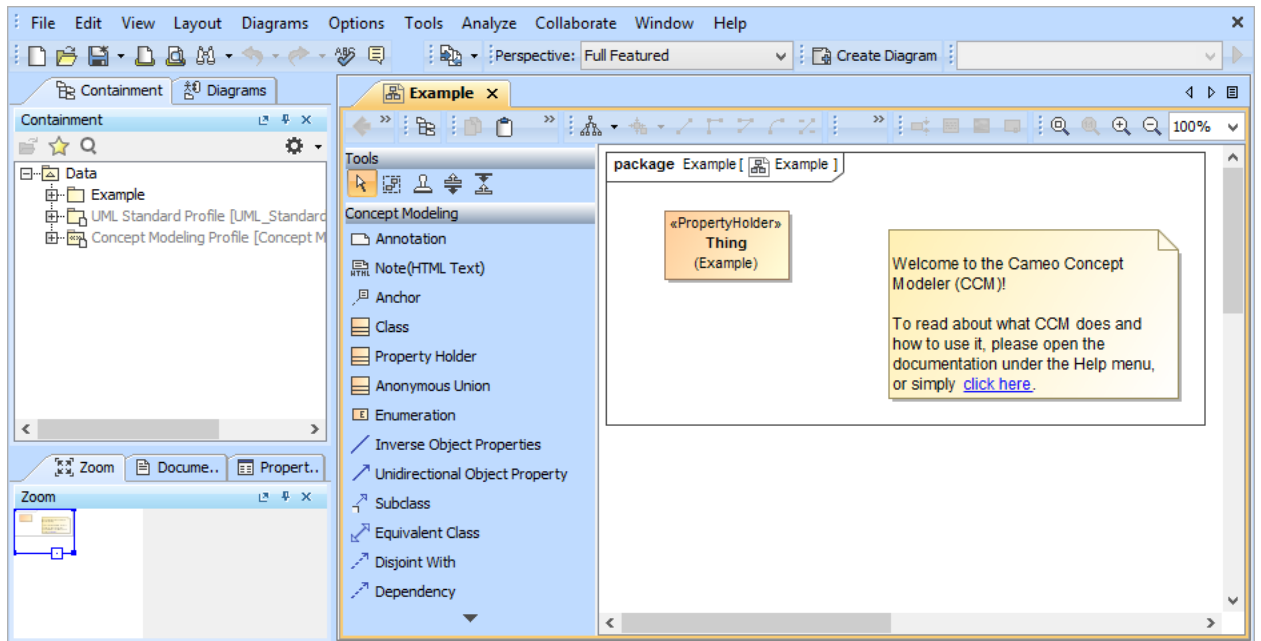 File Edit View Layout Diagrams Options Tools Analyze Collaborate Window Help
Perspective: Full Featured Create Diagram
Containment Diagrams
Example
Containment
100%
Data
Example
UML Standard Profile [UML_Standard
Concept Modeling Profile [Concept M
Zoom Docume.. Propert..
Zoom
Tools
Concept Modeling
Annotation
HTML Note(HTML Text)
Anchor
Class
Property Holder
Anonymous Union
E Enumeration
Inverse Object Properties
Unidirectional Object Property
Subclass
Equivalent Class
Disjoint With
Dependency
package Example [ Example ]
«PropertyHolder»
Thing
(Example)
Welcome to the Cameo Concept
Modeler (CCM)!
To read about what CCM does and
how to use it, please open the
documentation under the Help menu,
or simply click here.